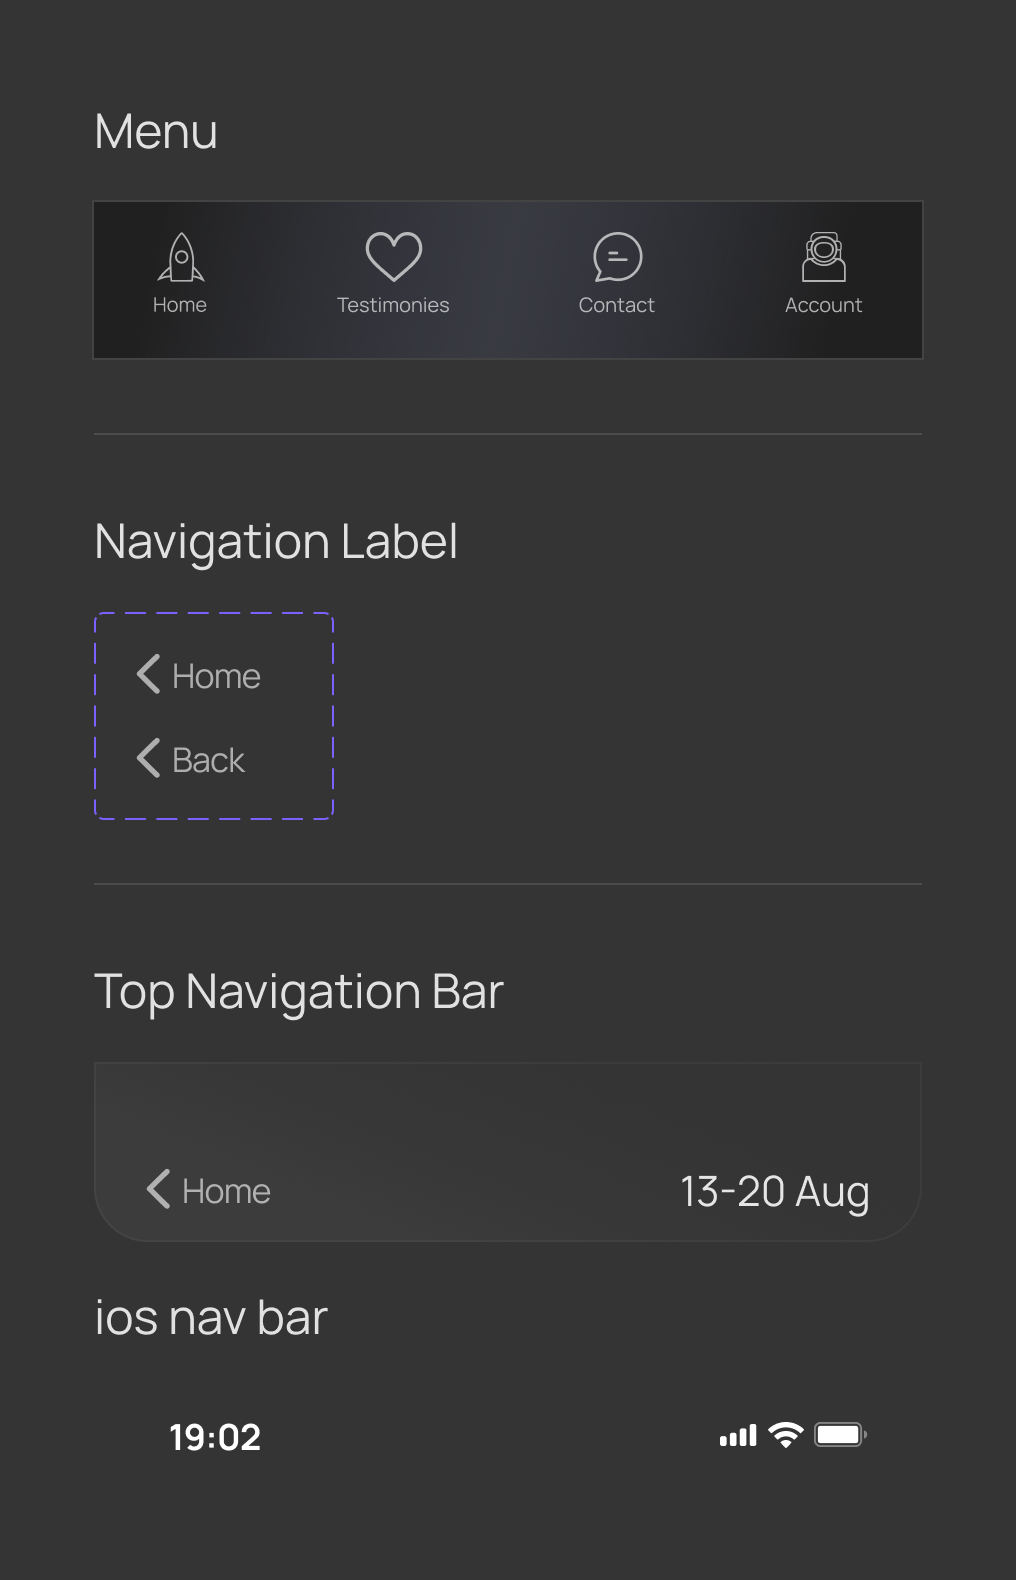 Menu
Home Testimonies Contact Account
Navigation Label
Home
Back
Top Navigation Bar
Home 13-20 Aug
ios nav bar
19:02